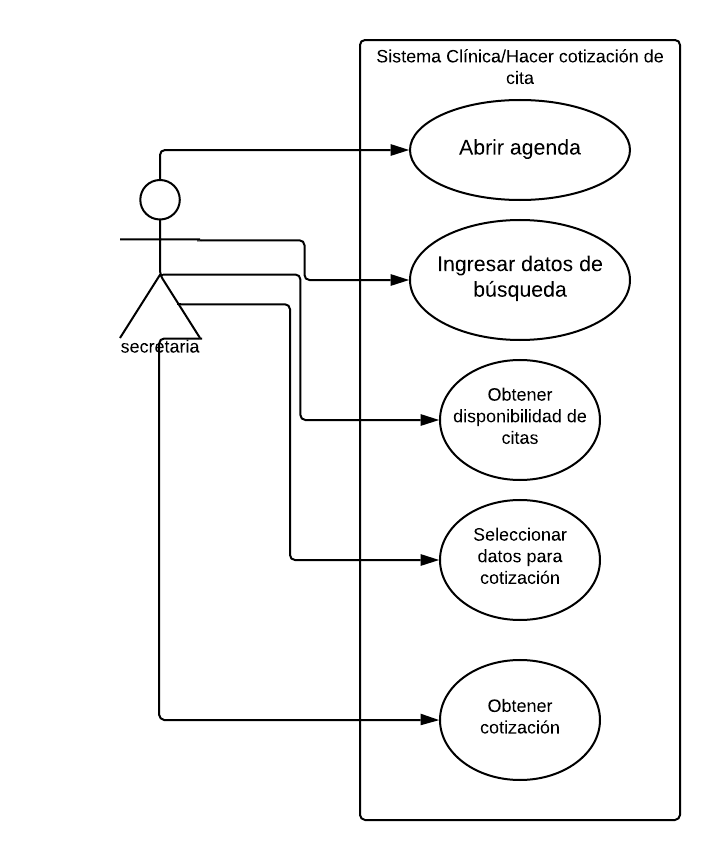 Sistema Clínica/Hacer cotización de
cita
Abrir agenda
Ingresar datos de
búsqueda
secretaria
Obtener
disponibilidad de
citas
Seleccionar
datos para
cotización
Obtener
cotización